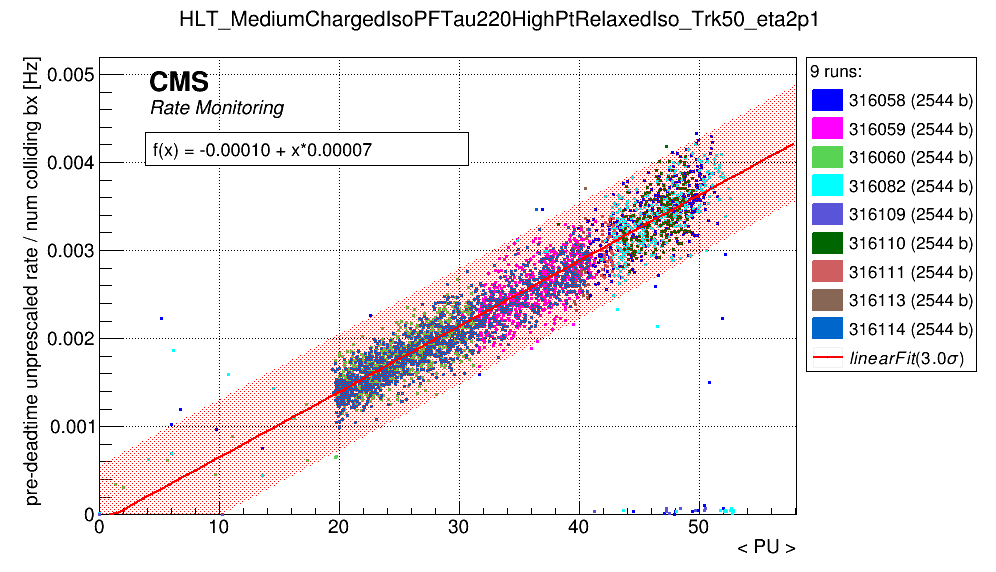 HLT_MediumChargedIsoPFTau220HighPtRelaxedIso_Trk50_eta2p1
pre-deadtime unprescaled rate / num colliding bx [Hz]
0.005
0.004
0.003
0.002
0.001
0
CMS
Rate Monitoring
f(x) = -0.00010 + x*0.00007
0 10 20 30 40 50
< PU >
9 runs:
316058 (2544 b)
316059 (2544 b)
316060 (2544 b)
316082 (2544 b)
316109 (2544 b)
316110 (2544 b)
316111 (2544 b)
316113 (2544 b)
316114 (2544 b)
linearFit(3.0σ)